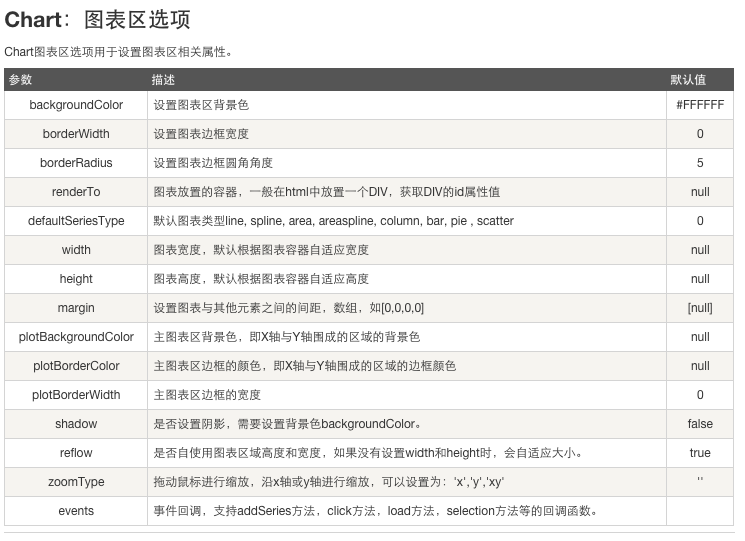 Chart：图表区选项
Chart图表区选项用于设置图表区相关属性。
参数 描述 默认值
backgroundColor 设置图表区背景色 #FFFFFF
borderWidth 设置图表边框宽度 0
borderRadius 设置图表边框圆角角度 5
renderTo 图表放置的容器，一般在html中放置一个DIV，获取DIV的id属性值 null
defaultSeriesType 默认图表类型line, spline, area, areaspline, column, bar, pie , scatter 0
width 图表宽度，默认根据图表容器自适应宽度 null
height 图表高度，默认根据图表容器自适应高度 null
margin 设置图表与其他元素之间的间距，数组，如[0,0,0,0] [null]
plotBackgroundColor 主图表区背景色，即X轴与Y轴围成的区域的背景色 null
plotBorderColor 主图表区边框的颜色，即X轴与Y轴围成的区域的边框颜色 null
plotBorderWidth 主图表区边框的宽度 0
shadow 是否设置阴影，需要设置背景色backgroundColor。 false
reflow 是否自使用图表区域高度和宽度，如果没有设置width和height时，会自适应大小。 true
zoomType 拖动鼠标进行缩放，沿x轴或y轴进行缩放，可以设置为：'x','y','xy' ''
events 事件回调，支持addSeries方法，click方法，load方法，selection方法等的回调函数。